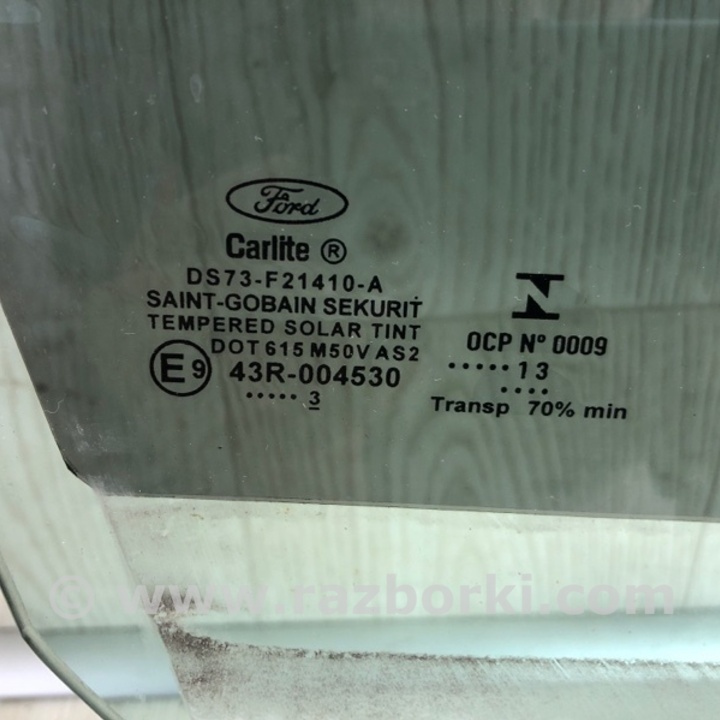 Ford
Carlite ®
DS73-F21410-A
SAINT-GOBAIN SEKURIT
TEMPERED SOLAR TINT
DOT 615 M50V AS2
E9 43R-004530
..... 3
OCP Nº 0009
.....13
....
Transp 70% min
© www.razborki.com